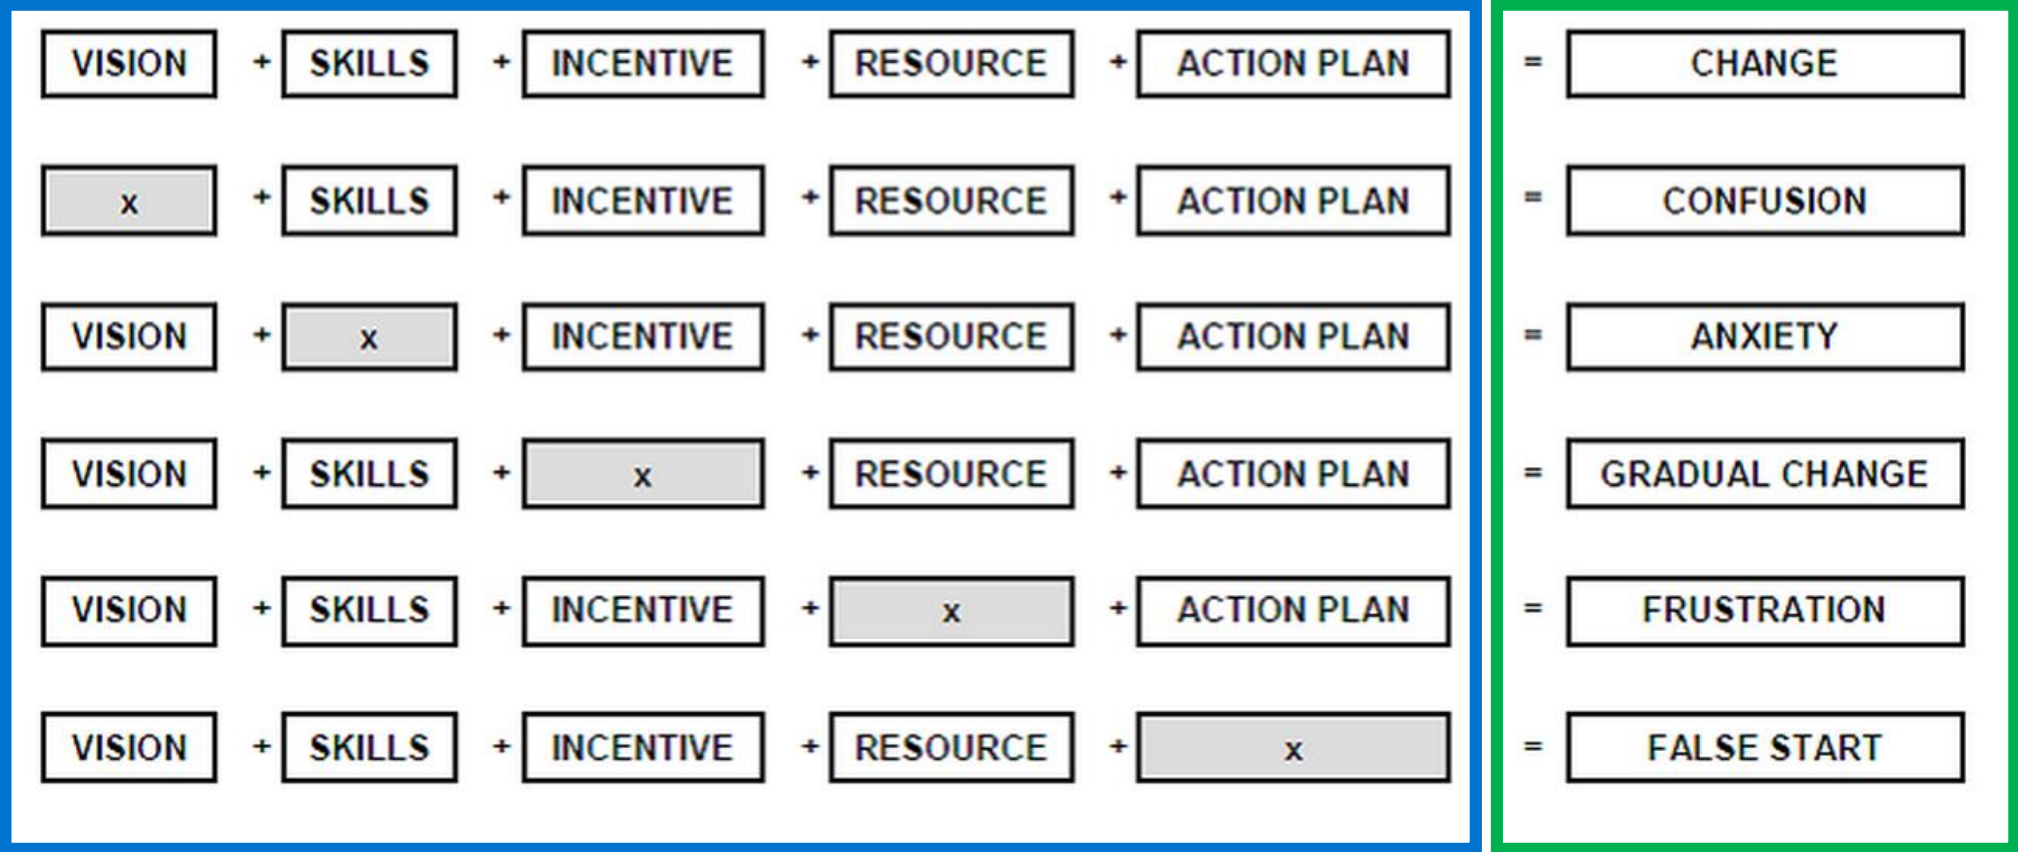 VISION + SKILLS + INCENTIVE + RESOURCE + ACTION PLAN = CHANGE
x + SKILLS + INCENTIVE + RESOURCE + ACTION PLAN = CONFUSION
VISION + x + INCENTIVE + RESOURCE + ACTION PLAN = ANXIETY
VISION + SKILLS + x + RESOURCE + ACTION PLAN = GRADUAL CHANGE
VISION + SKILLS + INCENTIVE + x + ACTION PLAN = FRUSTRATION
VISION + SKILLS + INCENTIVE + RESOURCE + x = FALSE START